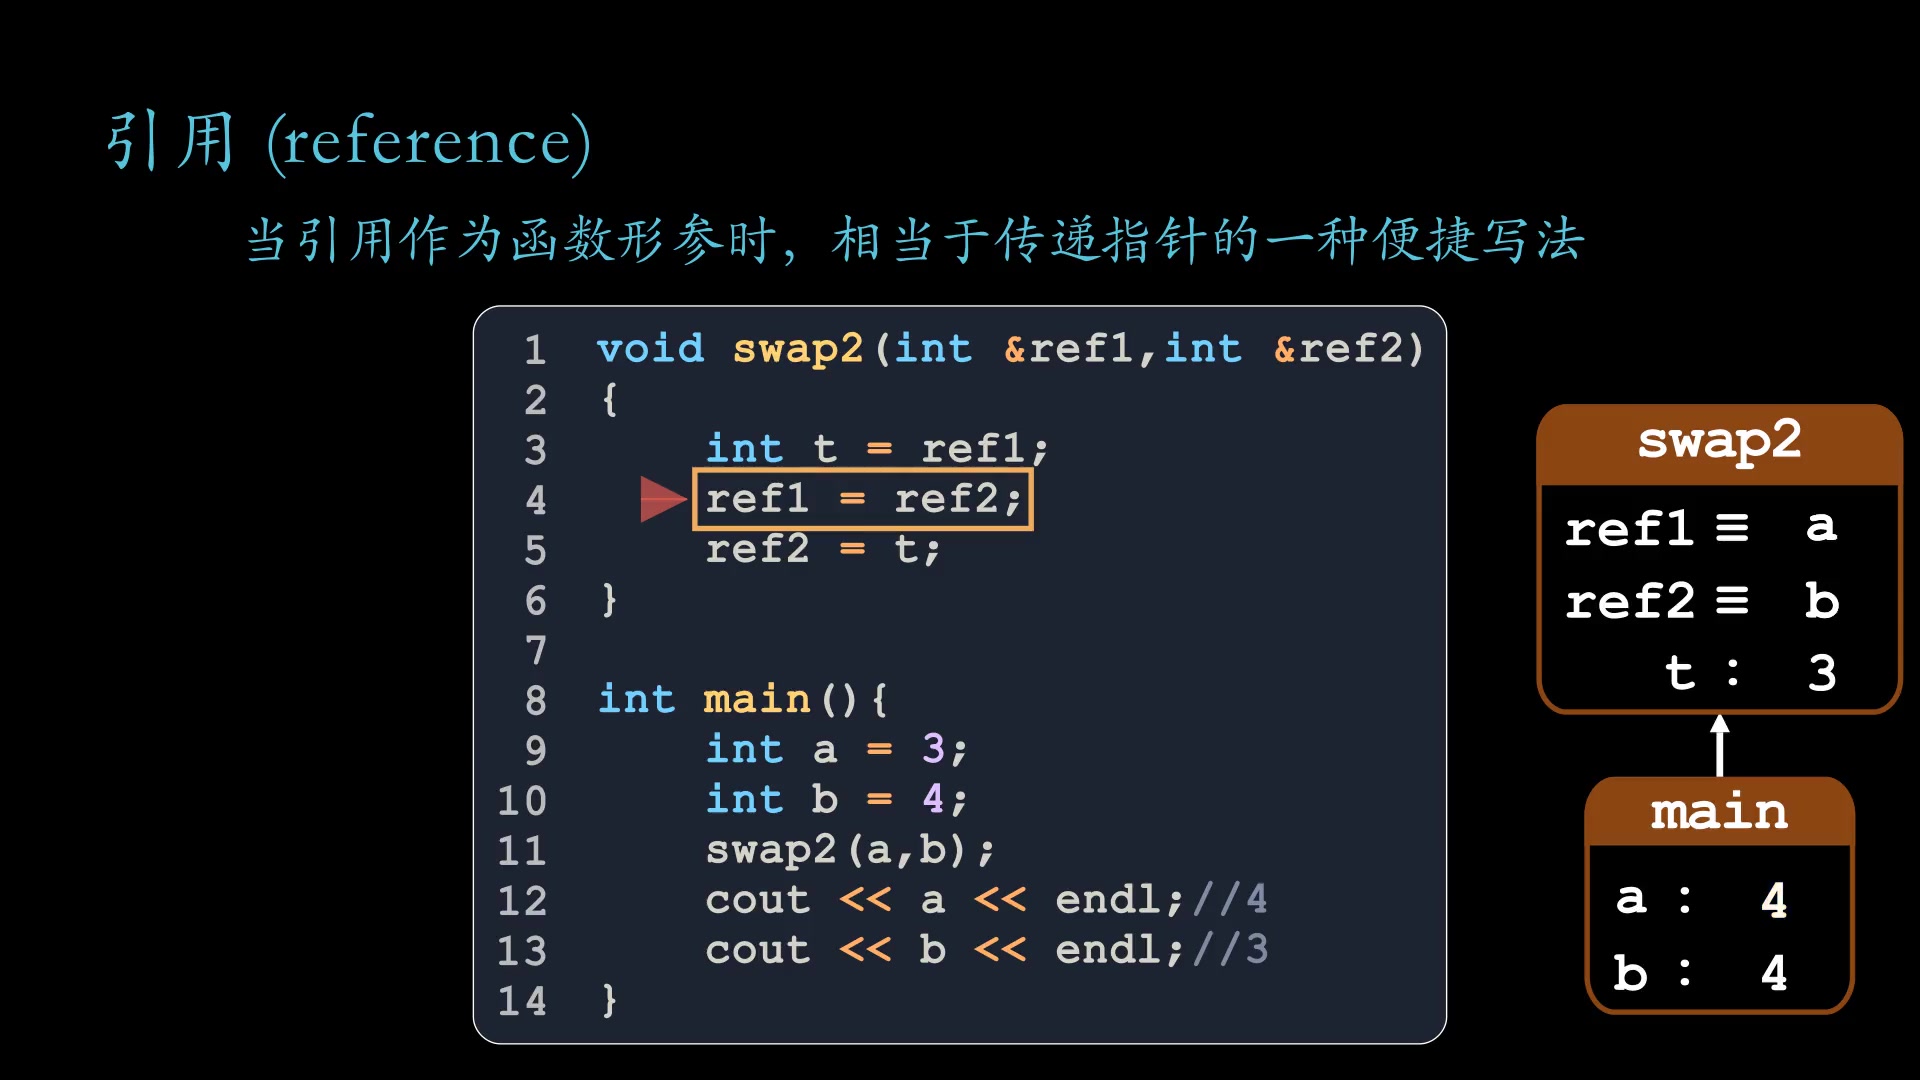 引用 (reference)
当引用作为函数形参时，相当于传递指针的一种便捷写法
1 void swap2(int &ref1,int &ref2)
2 {
3 int t = ref1;
4 ref1 = ref2;
5 ref2 = t;
6 }
7
8 int main(){
9 int a = 3;
10 int b = 4;
11 swap2(a,b);
12 cout << a << endl;//4
13 cout << b << endl;//3
14 }
swap2
ref1 ≡ a
ref2 ≡ b
t : 3
main
a : 4
b : 4